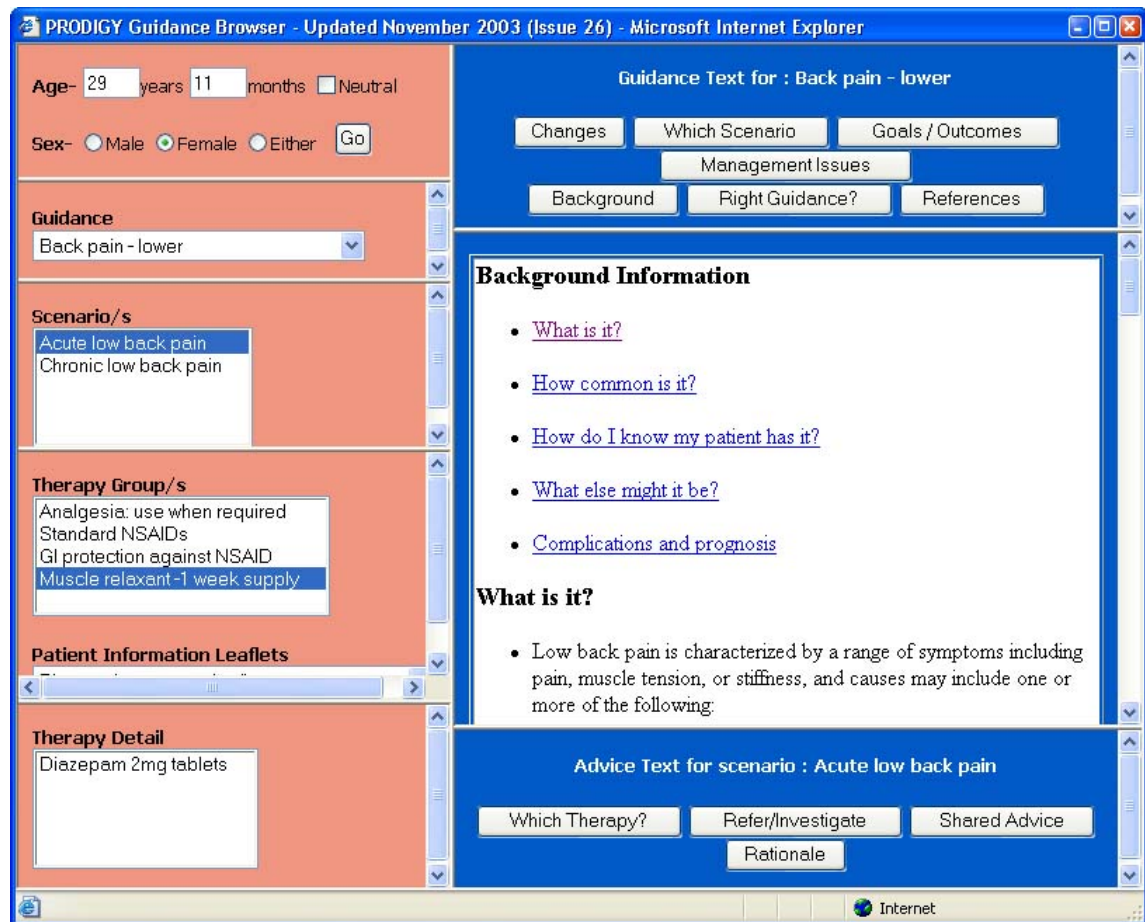 PRODIGY Guidance Browser - Updated November 2003 (Issue 26) - Microsoft Internet Explorer
Age- 29 years 11 months Neutral
Sex- Male Female Either Go
Guidance
Back pain - lower
Scenario/s
Acute low back pain
Chronic low back pain
Therapy Group/s
Analgesia: use when required
Standard NSAIDs
GI protection against NSAID
Muscle relaxant -1 week supply
Patient Information Leaflets
Therapy Detail
Diazepam 2mg tablets
Guidance Text for : Back pain - lower
Changes Which Scenario Goals / Outcomes
Management Issues
Background Right Guidance? References
Background Information
• What is it?
• How common is it?
• How do I know my patient has it?
• What else might it be?
• Complications and prognosis
What is it?
• Low back pain is characterized by a range of symptoms including
pain, muscle tension, or stiffness, and causes may include one or
more of the following:
Advice Text for scenario : Acute low back pain
Which Therapy? Refer/Investigate Shared Advice
Rationale
Internet